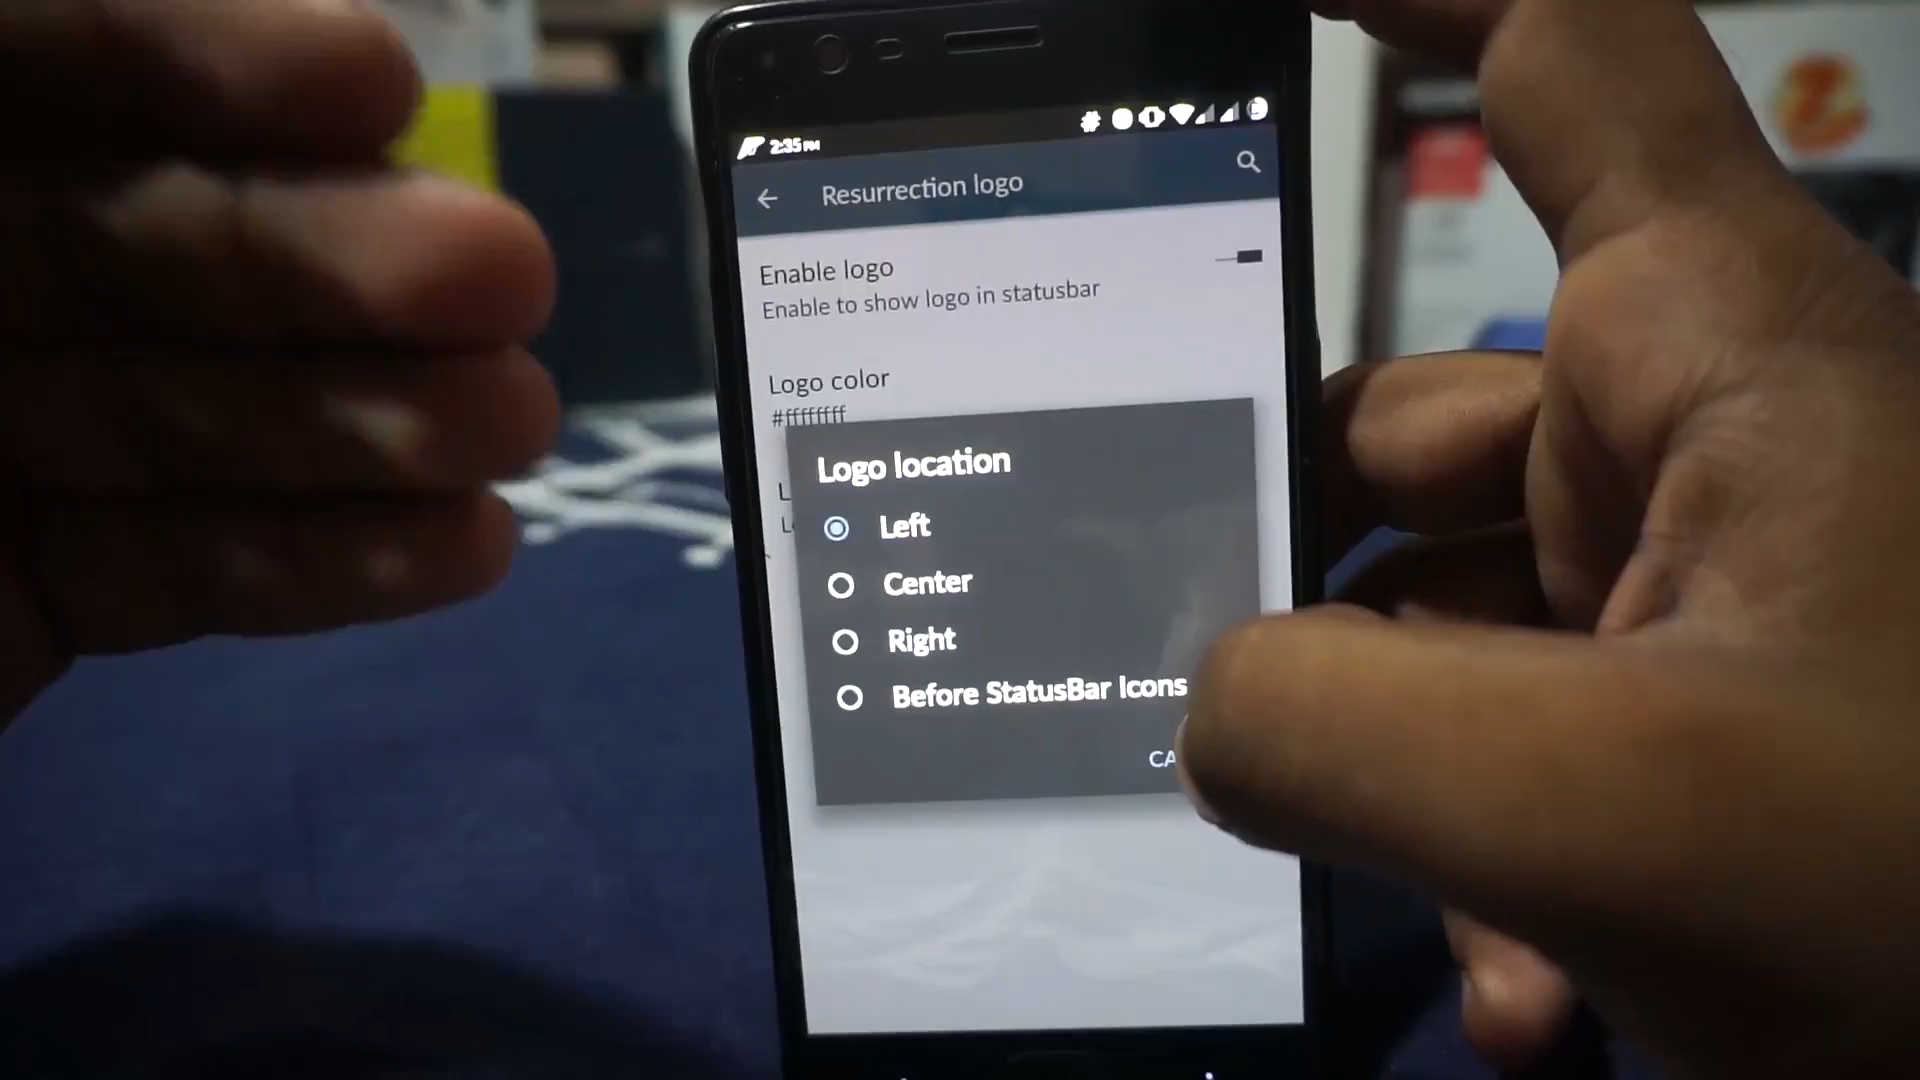 2:35 PM
Resurrection logo
Enable logo
Enable to show logo in statusbar
Logo color
#ffffffff
Logo location
Left
Center
Right
Before StatusBar Icons
CA